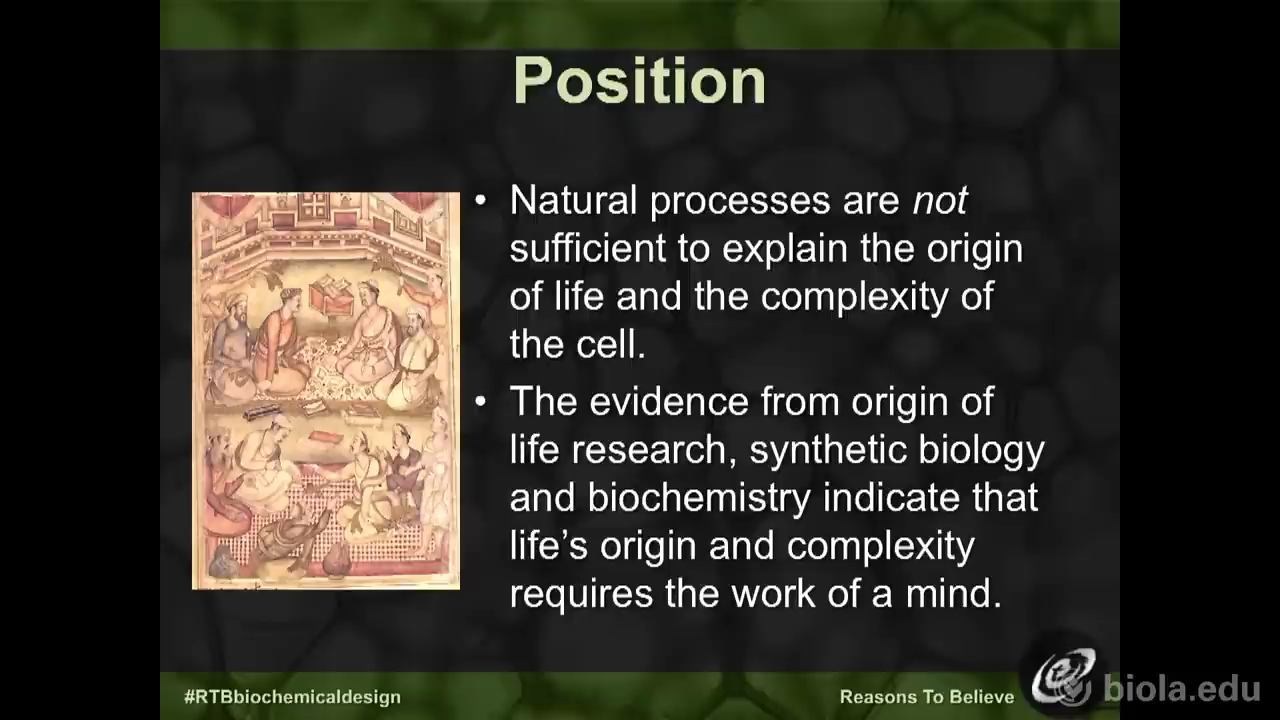 Position
• Natural processes are not
sufficient to explain the origin
of life and the complexity of
the cell.
• The evidence from origin of
life research, synthetic biology
and biochemistry indicate that
life’s origin and complexity
requires the work of a mind.
#RTBbiochemicaldesign
Reasons To Believe
biola.edu